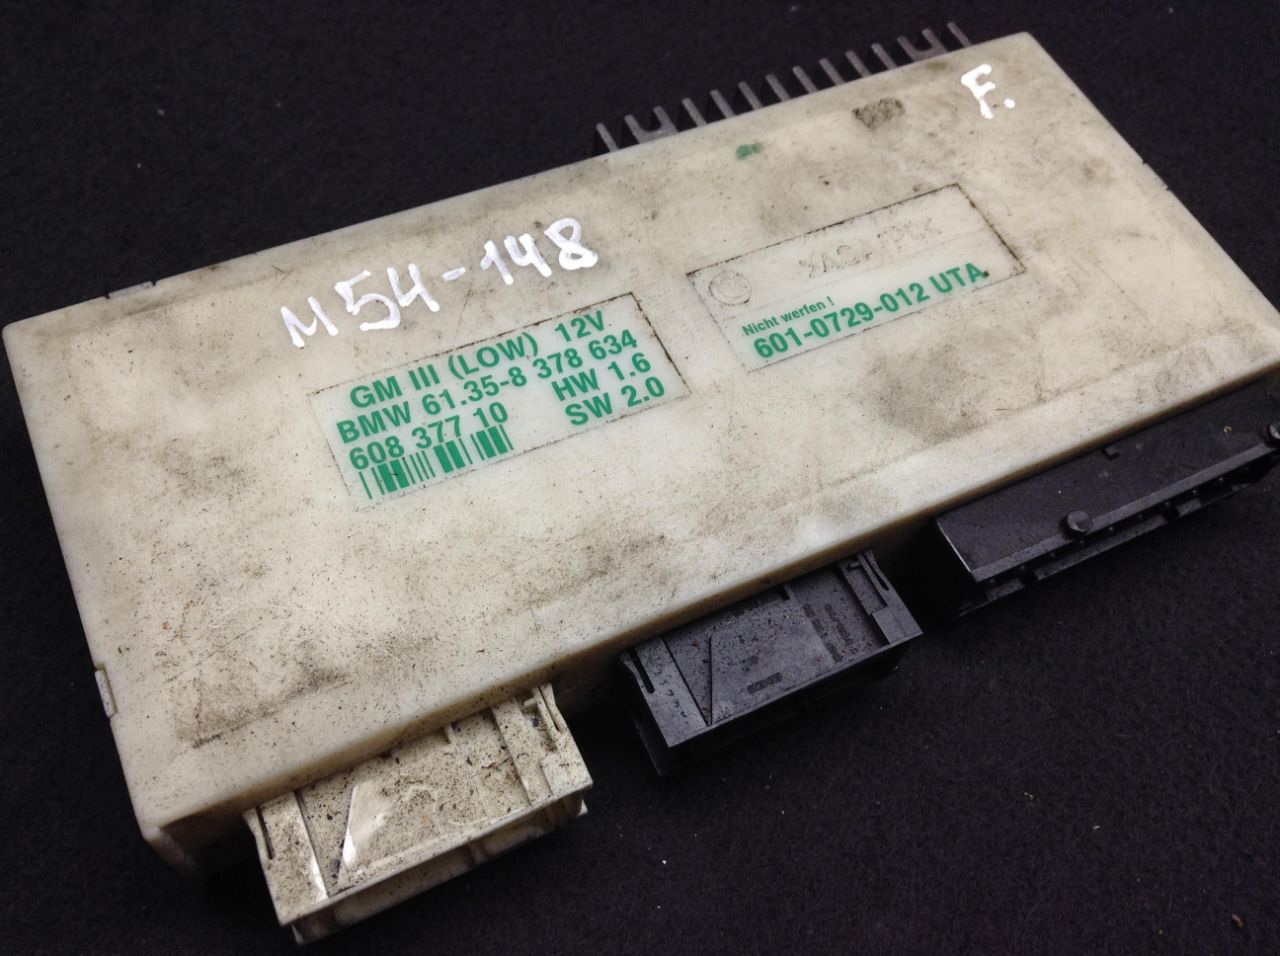 F.
M54-148
GM III (LOW) 12V
BMW 61.35-8 378 634
608 377 10 HW 1.6
SW 2.0
Nicht werfen !
601-0729-012 UTA